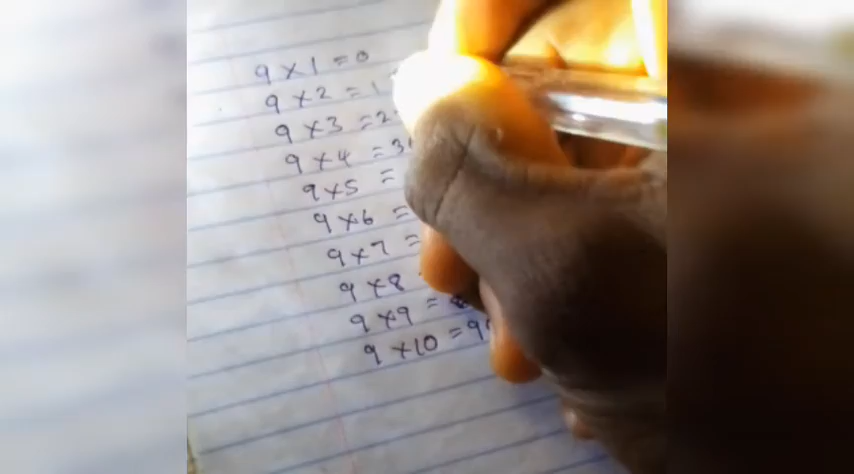 9 × 1 = 0
9 × 2 = 1
9 × 3 = 2
9 × 4 = 3
9 × 5 =
9 × 6 =
9 × 7 =
9 × 8
9 × 9 =
9 × 10 = 9